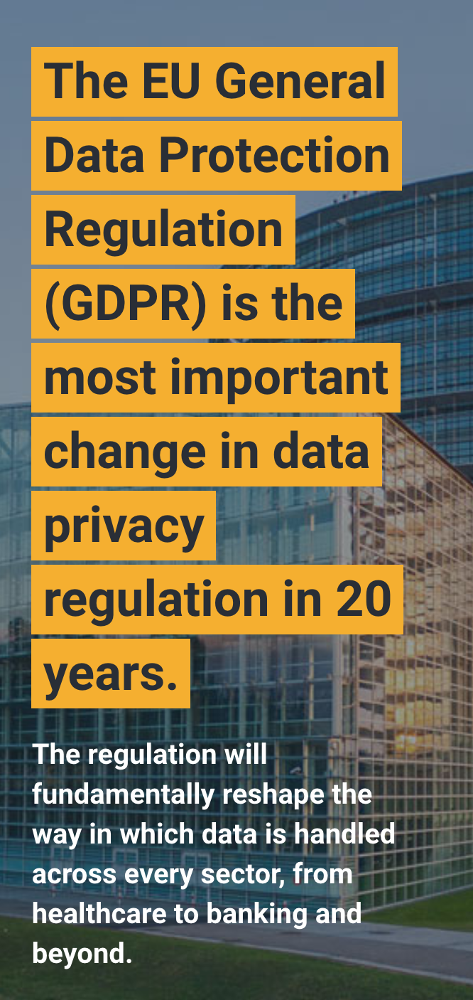 The EU General
Data Protection
Regulation
(GDPR) is the
most important
change in data
privacy
regulation in 20
years.
The regulation will
fundamentally reshape the
way in which data is handled
across every sector, from
healthcare to banking and
beyond.